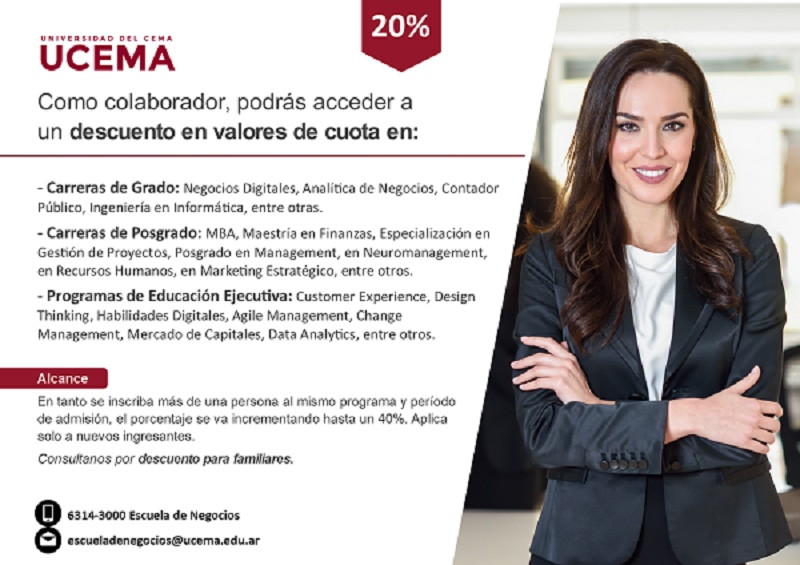 20%
UNIVERSIDAD DEL CEMA
UCEMA
Como colaborador, podrás acceder a
un descuento en valores de cuota en:
- Carreras de Grado: Negocios Digitales, Analítica de Negocios, Contador
Público, Ingeniería en Informática, entre otras.
- Carreras de Posgrado: MBA, Maestría en Finanzas, Especialización en
Gestión de Proyectos, Posgrado en Management, en Neuromanagement,
en Recursos Humanos, en Marketing Estratégico, entre otros.
- Programas de Educación Ejecutiva: Customer Experience, Design
Thinking, Habilidades Digitales, Agile Management, Change
Management, Mercado de Capitales, Data Analytics, entre otros.
Alcance
En tanto se inscriba más de una persona al mismo programa y período
de admisión, el porcentaje se va incrementando hasta un 40%. Aplica
solo a nuevos ingresantes.
Consultanos por descuento para familiares.
6314-3000 Escuela de Negocios
escueladenegocios@ucema.edu.ar